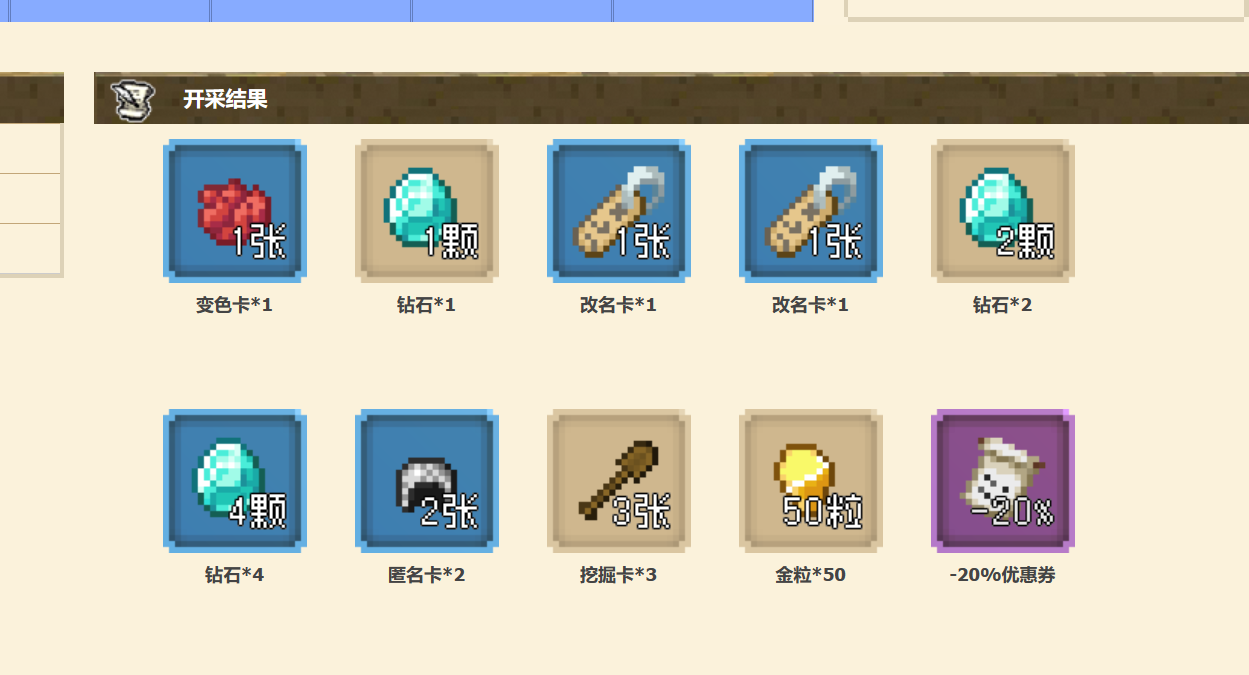 开采结果
1张
1颗
1张
1张
2颗
变色卡*1
钻石*1
改名卡*1
改名卡*1
钻石*2
4颗
2张
3张
50粒
-20%
钻石*4
匿名卡*2
挖掘卡*3
金粒*50
-20%优惠券